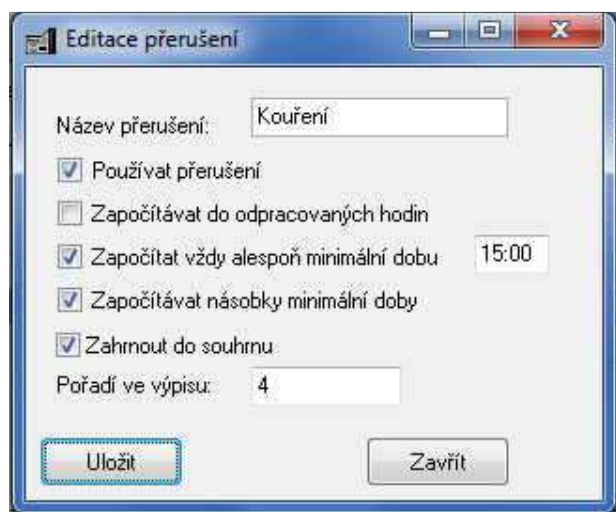 Editace přerušení
Název přerušení: Kouření
Používat přerušení
Započítávat do odpracovaných hodin
Započítat vždy alespoň minimální dobu 15:00
Započítávat násobky minimální doby
Zahrnout do souhrnu
Pořadí ve výpisu: 4
Uložit Zavřít